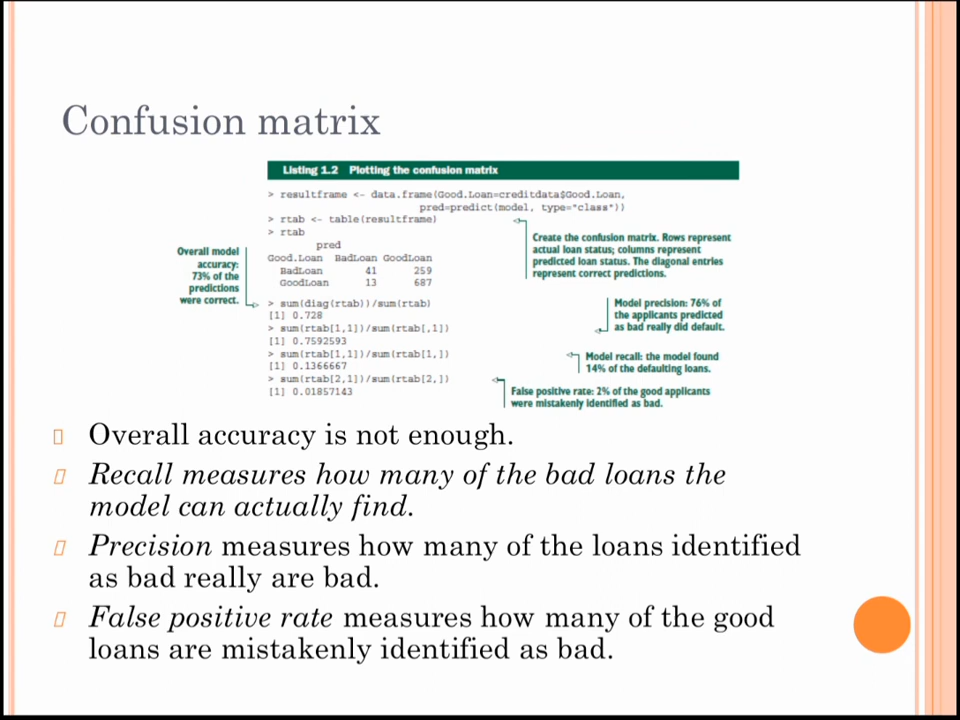 Confusion matrix
Listing 1.2 Plotting the confusion matrix
> resultframe <- data.frame(Good.Loan=creditdata$Good.Loan,
pred=predict(model, type="class"))
> rtab <- table(resultframe)
> rtab
pred
Good.Loan BadLoan GoodLoan
BadLoan 41 259
GoodLoan 13 687
> sum(diag(rtab))/sum(rtab)
[1] 0.728
> sum(rtab[1,1])/sum(rtab[,1])
[1] 0.7592593
> sum(rtab[1,1])/sum(rtab[1,])
[1] 0.1366667
> sum(rtab[2,1])/sum(rtab[2,])
[1] 0.01857143
Overall model
accuracy:
73% of the
predictions
were correct.
Create the confusion matrix. Rows represent
actual loan status; columns represent
predicted loan status. The diagonal entries
represent correct predictions.
Model precision: 76% of
the applicants predicted
as bad really did default.
Model recall: the model found
14% of the defaulting loans.
False positive rate: 2% of the good applicants
were mistakenly identified as bad.
Overall accuracy is not enough.
Recall measures how many of the bad loans the
model can actually find.
Precision measures how many of the loans identified
as bad really are bad.
False positive rate measures how many of the good
loans are mistakenly identified as bad.